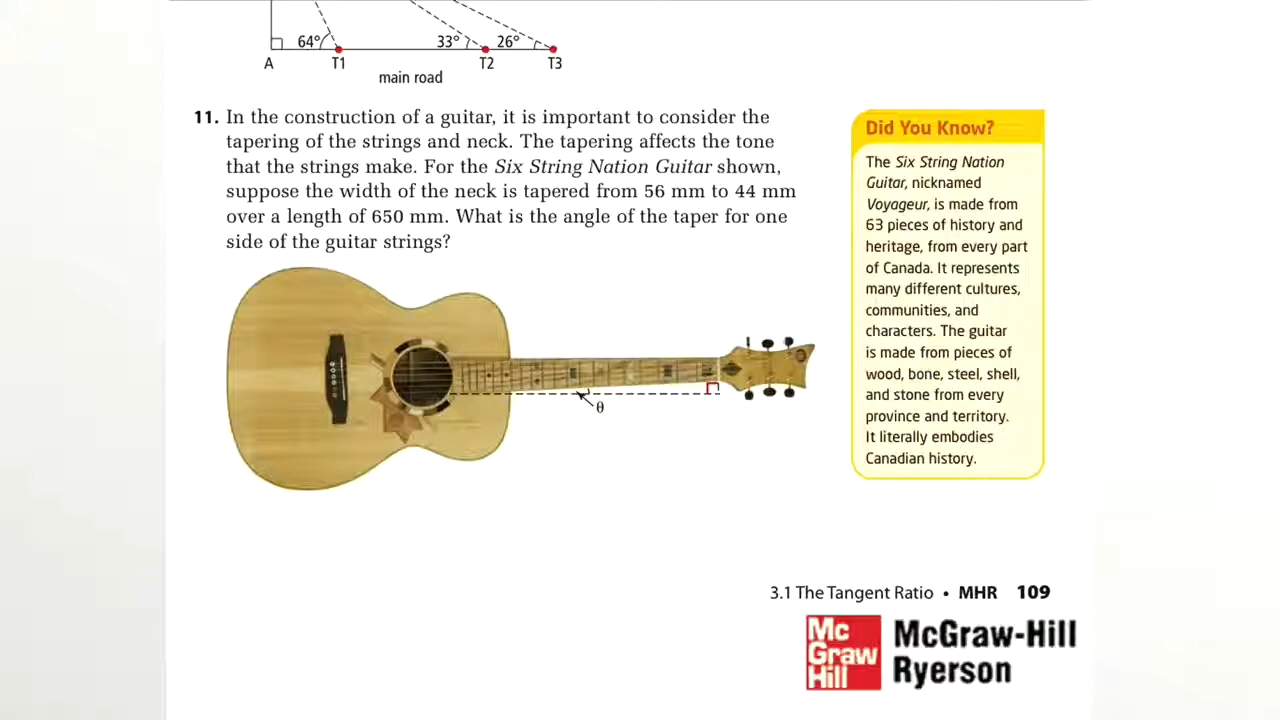 64° 33° 26°
A T1 T2 T3
main road
11. In the construction of a guitar, it is important to consider the
tapering of the strings and neck. The tapering affects the tone
that the strings make. For the Six String Nation Guitar shown,
suppose the width of the neck is tapered from 56 mm to 44 mm
over a length of 650 mm. What is the angle of the taper for one
side of the guitar strings?
θ
Did You Know?
The Six String Nation
Guitar, nicknamed
Voyageur, is made from
63 pieces of history and
heritage, from every part
of Canada. It represents
many different cultures,
communities, and
characters. The guitar
is made from pieces of
wood, bone, steel, shell,
and stone from every
province and territory.
It literally embodies
Canadian history.
3.1 The Tangent Ratio • MHR 109
Mc
Graw
Hill
McGraw-Hill
Ryerson